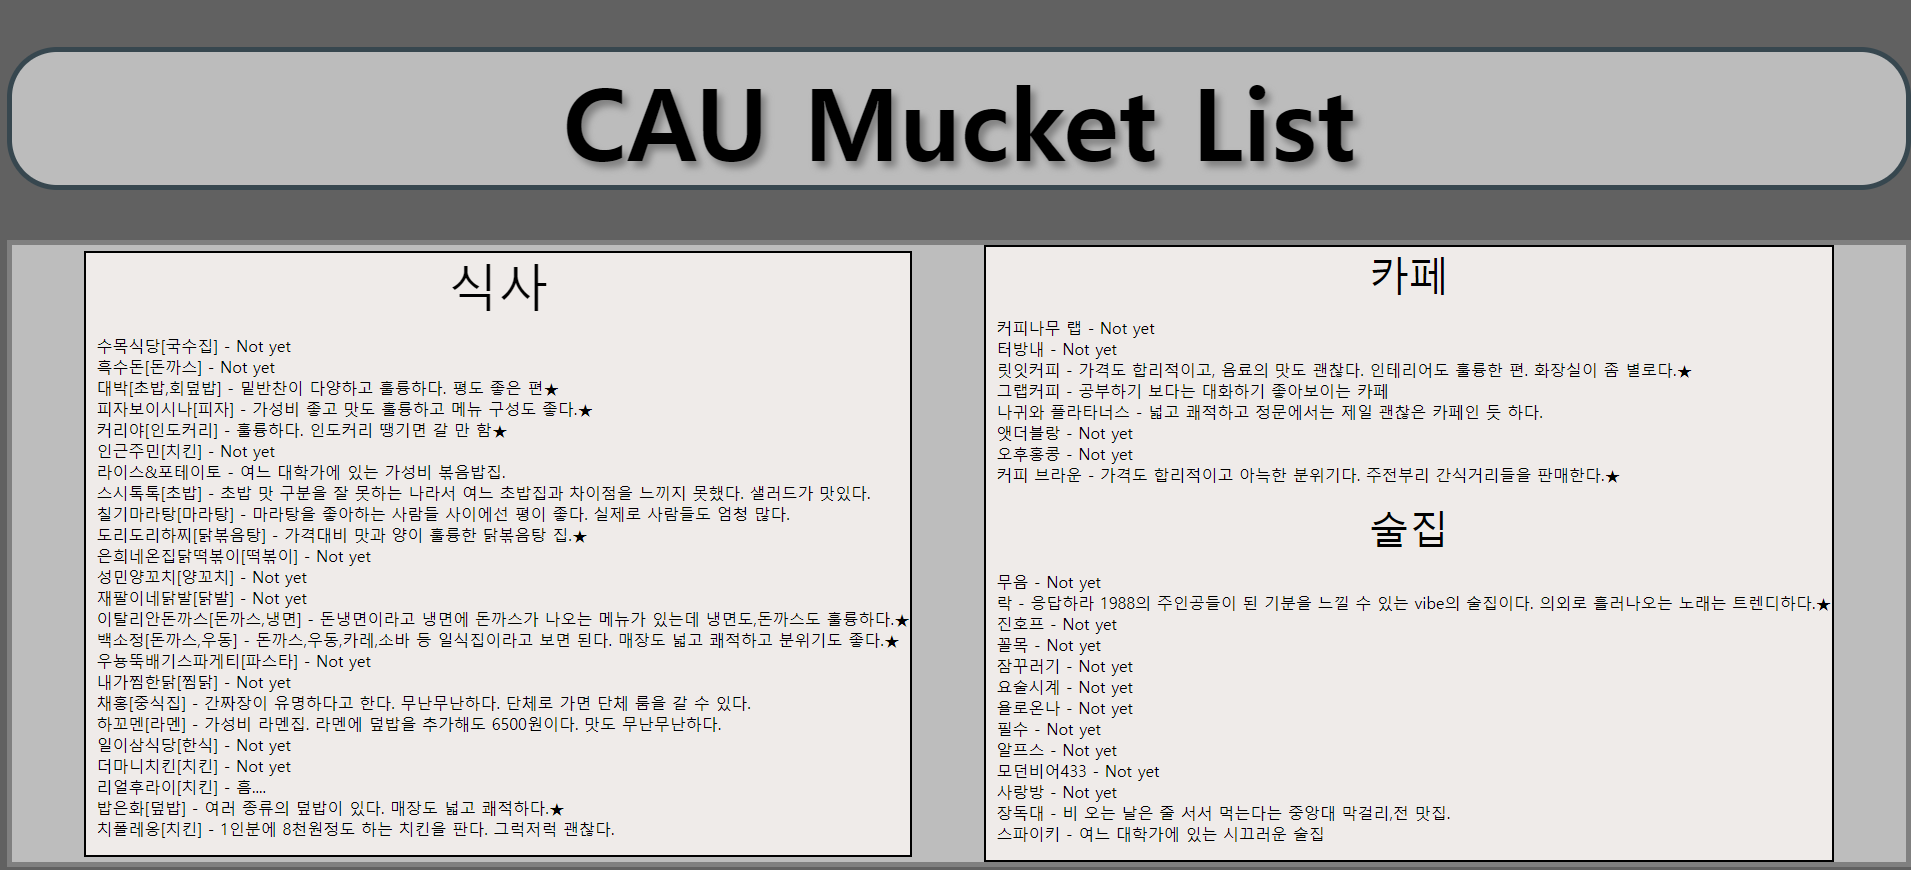 CAU Mucket List
식사
수목식당[국수집] - Not yet
흑수돈[돈까스] - Not yet
대박[초밥,회덮밥] - 밑반찬이 다양하고 훌륭하다. 평도 좋은 편★
피자보이시나[피자] - 가성비 좋고 맛도 훌륭하고 메뉴 구성도 좋다.★
커리야[인도커리] - 훌륭하다. 인도커리 땡기면 갈 만 함★
인근주민[치킨] - Not yet
라이스&포테이토 - 여느 대학가에 있는 가성비 볶음밥집.
스시톡톡[초밥] - 초밥 맛 구분을 잘 못하는 나라서 여느 초밥집과 차이점을 느끼지 못했다. 샐러드가 맛있다.
칠기마라탕[마라탕] - 마라탕을 좋아하는 사람들 사이에선 평이 좋다. 실제로 사람들도 엄청 많다.
도리도리하찌[닭볶음탕] - 가격대비 맛과 양이 훌륭한 닭볶음탕 집.★
은희네온집닭떡볶이[떡볶이] - Not yet
성민양꼬치[양꼬치] - Not yet
재팔이네닭발[닭발] - Not yet
이탈리안돈까스[돈까스,냉면] - 돈냉면이라고 냉면에 돈까스가 나오는 메뉴가 있는데 냉면도,돈까스도 훌륭하다.★
백소정[돈까스,우동] - 돈까스,우동,카레,소바 등 일식집이라고 보면 된다. 매장도 넓고 쾌적하고 분위기도 좋다.★
우뇽뚝배기스파게티[파스타] - Not yet
내가찜한닭[찜닭] - Not yet
채홍[중식집] - 간짜장이 유명하다고 한다. 무난무난하다. 단체로 가면 단체 룸을 갈 수 있다.
하꼬멘[라멘] - 가성비 라멘집. 라멘에 덮밥을 추가해도 6500원이다. 맛도 무난무난하다.
일이삼식당[한식] - Not yet
더마니치킨[치킨] - Not yet
리얼후라이[치킨] - 흠....
밥은화[덮밥] - 여러 종류의 덮밥이 있다. 매장도 넓고 쾌적하다.★
치폴레옹[치킨] - 1인분에 8천원정도 하는 치킨을 판다. 그럭저럭 괜찮다.
카페
커피나무 랩 - Not yet
터방내 - Not yet
릿잇커피 - 가격도 합리적이고, 음료의 맛도 괜찮다. 인테리어도 훌륭한 편. 화장실이 좀 별로다.★
그랩커피 - 공부하기 보다는 대화하기 좋아보이는 카페
나귀와 플라타너스 - 넓고 쾌적하고 정문에서는 제일 괜찮은 카페인 듯 하다.
앳더블랑 - Not yet
오후홍콩 - Not yet
커피 브라운 - 가격도 합리적이고 아늑한 분위기다. 주전부리 간식거리들을 판매한다.★
술집
무음 - Not yet
락 - 응답하라 1988의 주인공들이 된 기분을 느낄 수 있는 vibe의 술집이다. 의외로 흘러나오는 노래는 트렌디하다.★
진호프 - Not yet
꼴목 - Not yet
잠꾸러기 - Not yet
요술시계 - Not yet
욜로온나 - Not yet
필수 - Not yet
알프스 - Not yet
모던비어433 - Not yet
사랑방 - Not yet
장독대 - 비 오는 날은 줄 서서 먹는다는 중앙대 막걸리,전 맛집.
스파이키 - 여느 대학가에 있는 시끄러운 술집